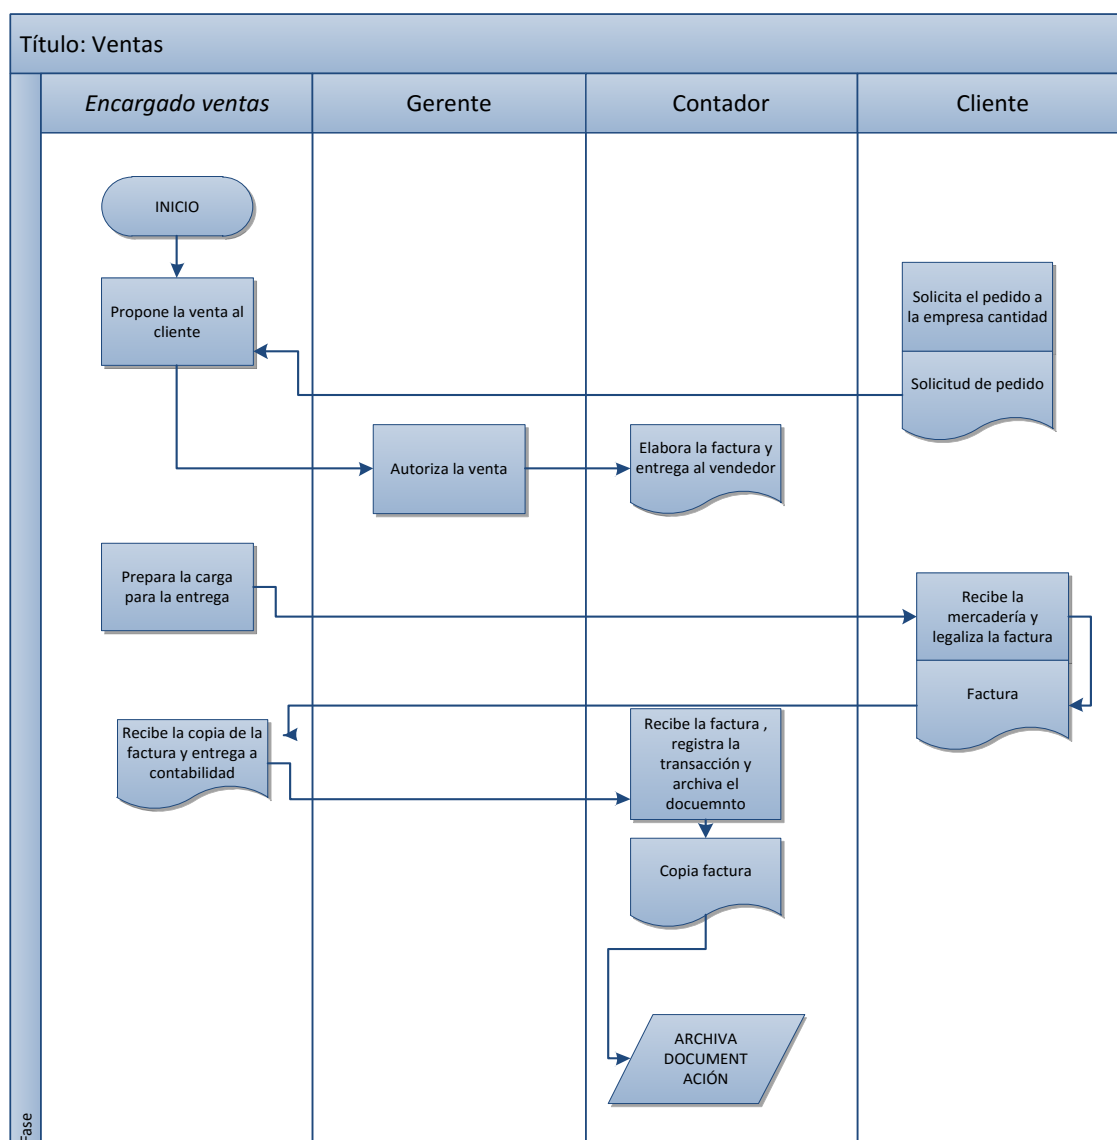 Título: Ventas
Encargado ventas
Gerente
Contador
Cliente
INICIO
Propone la venta al
cliente
Solicita el pedido a
la empresa cantidad
Solicitud de pedido
Autoriza la venta
Elabora la factura y
entrega al vendedor
Prepara la carga
para la entrega
Recibe la
mercadería y
legaliza la factura
Factura
Recibe la copia de la
factura y entrega a
contabilidad
Recibe la factura ,
registra la
transacción y
archiva el
docuemnto
Copia factura
ARCHIVA
DOCUMENT
ACIÓN
Fase